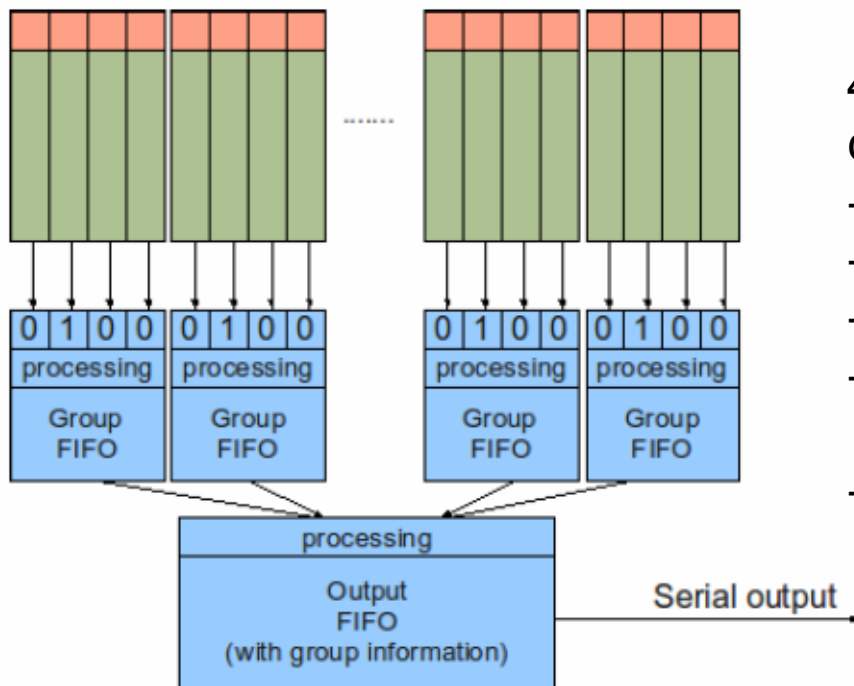 .......
0 1 0 0 0 1 0 0 0 1 0 0 0 1 0 0
processing processing processing processing
Group Group Group Group
FIFO FIFO FIFO FIFO
processing
Output
FIFO
(with group information)
Serial output